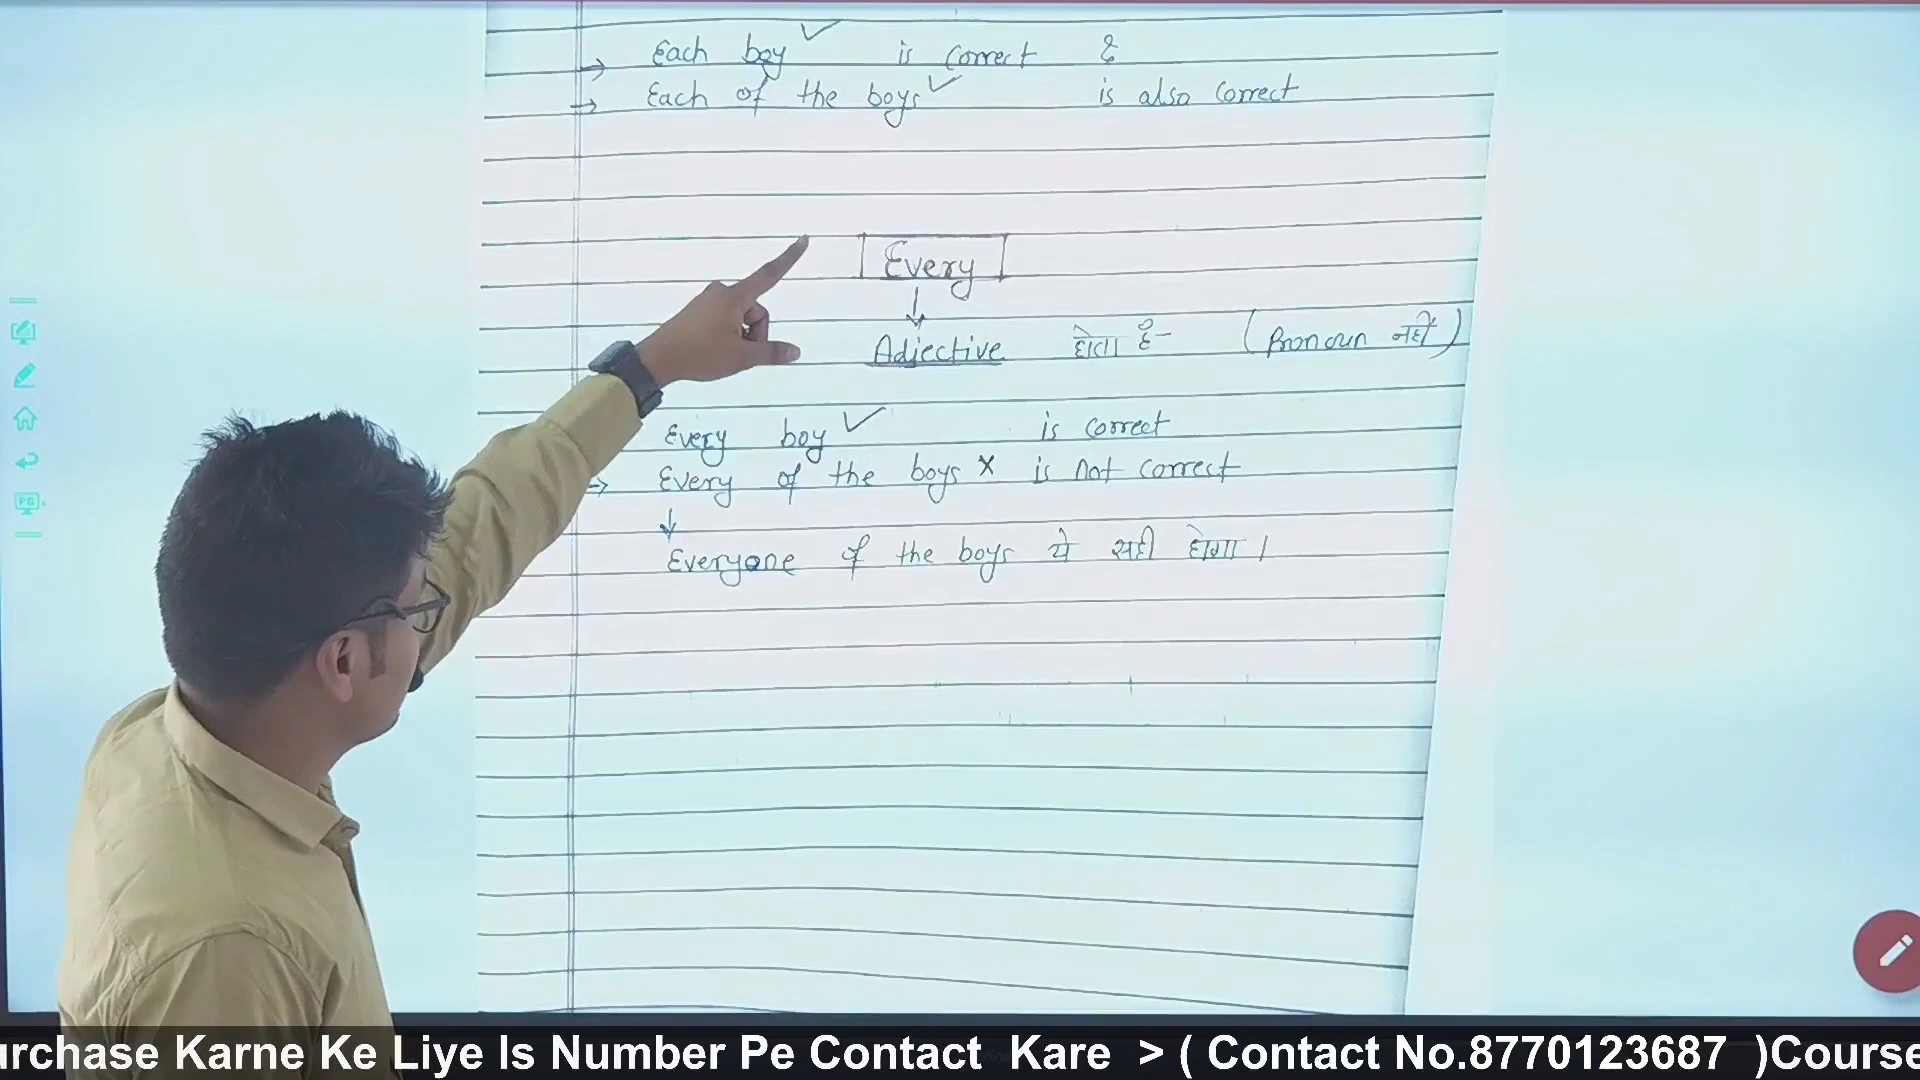 → Each boy ✓ is correct &
→ Each of the boys ✓ is also correct
Every
↓
Adjective होता है- (Pronoun नहीं)
Every boy ✓ is correct
→ Every of the boys x is not correct
↓
Everyone of the boys ये सही होगा।
urchase Karne Ke Liye Is Number Pe Contact Kare > ( Contact No.8770123687 )Course